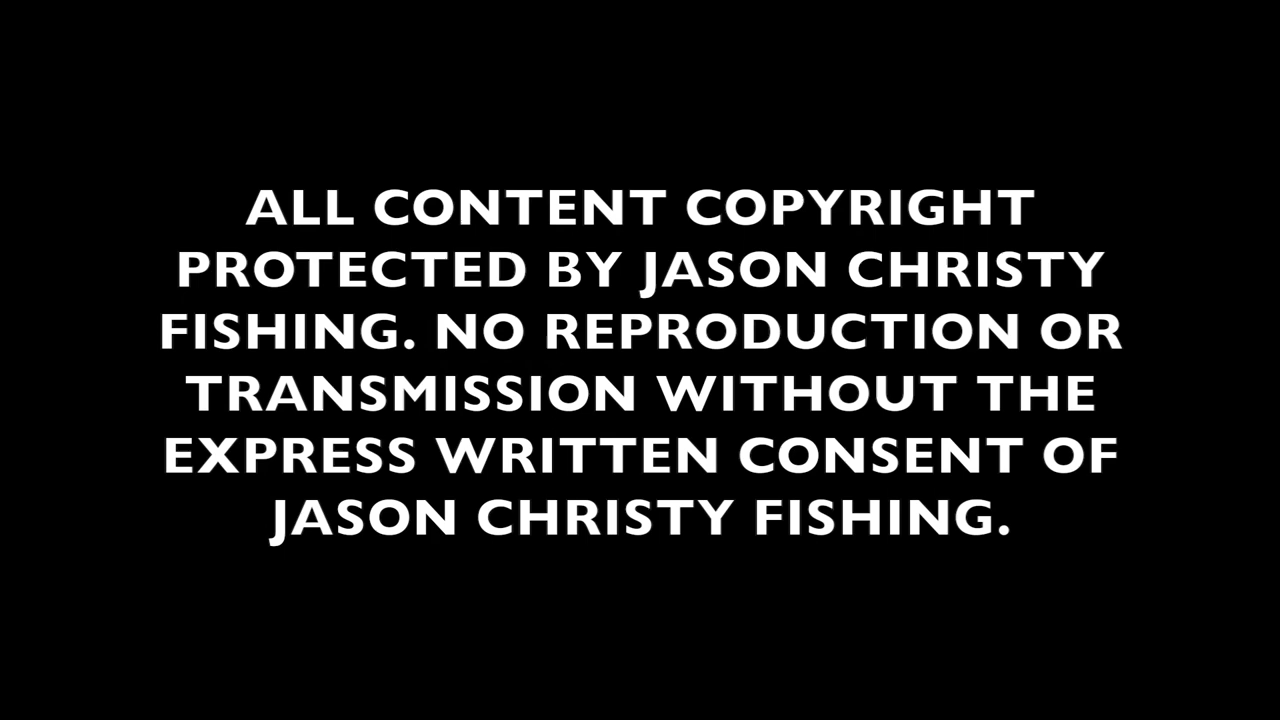 ALL CONTENT COPYRIGHT
PROTECTED BY JASON CHRISTY
FISHING. NO REPRODUCTION OR
TRANSMISSION WITHOUT THE
EXPRESS WRITTEN CONSENT OF
JASON CHRISTY FISHING.